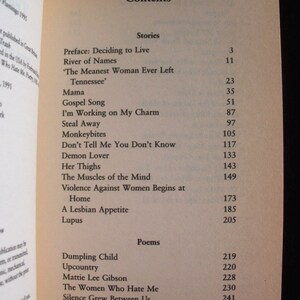 Contents
Stories
Preface: Deciding to Live 3
River of Names 11
'The Meanest Woman Ever Left
Tennessee' 23
Mama 35
Gospel Song 51
I'm Working on My Charm 87
Steal Away 97
Monkeybites 105
Don't Tell Me You Don't Know 117
Demon Lover 133
Her Thighs 143
The Muscles of the Mind 149
Violence Against Women Begins at
Home 173
A Lesbian Appetite 185
Lupus 205
Poems
Dumpling Child 219
Upcountry 220
Mattie Lee Gibson 228
The Women Who Hate Me 230
Silence Grew Between Us 241